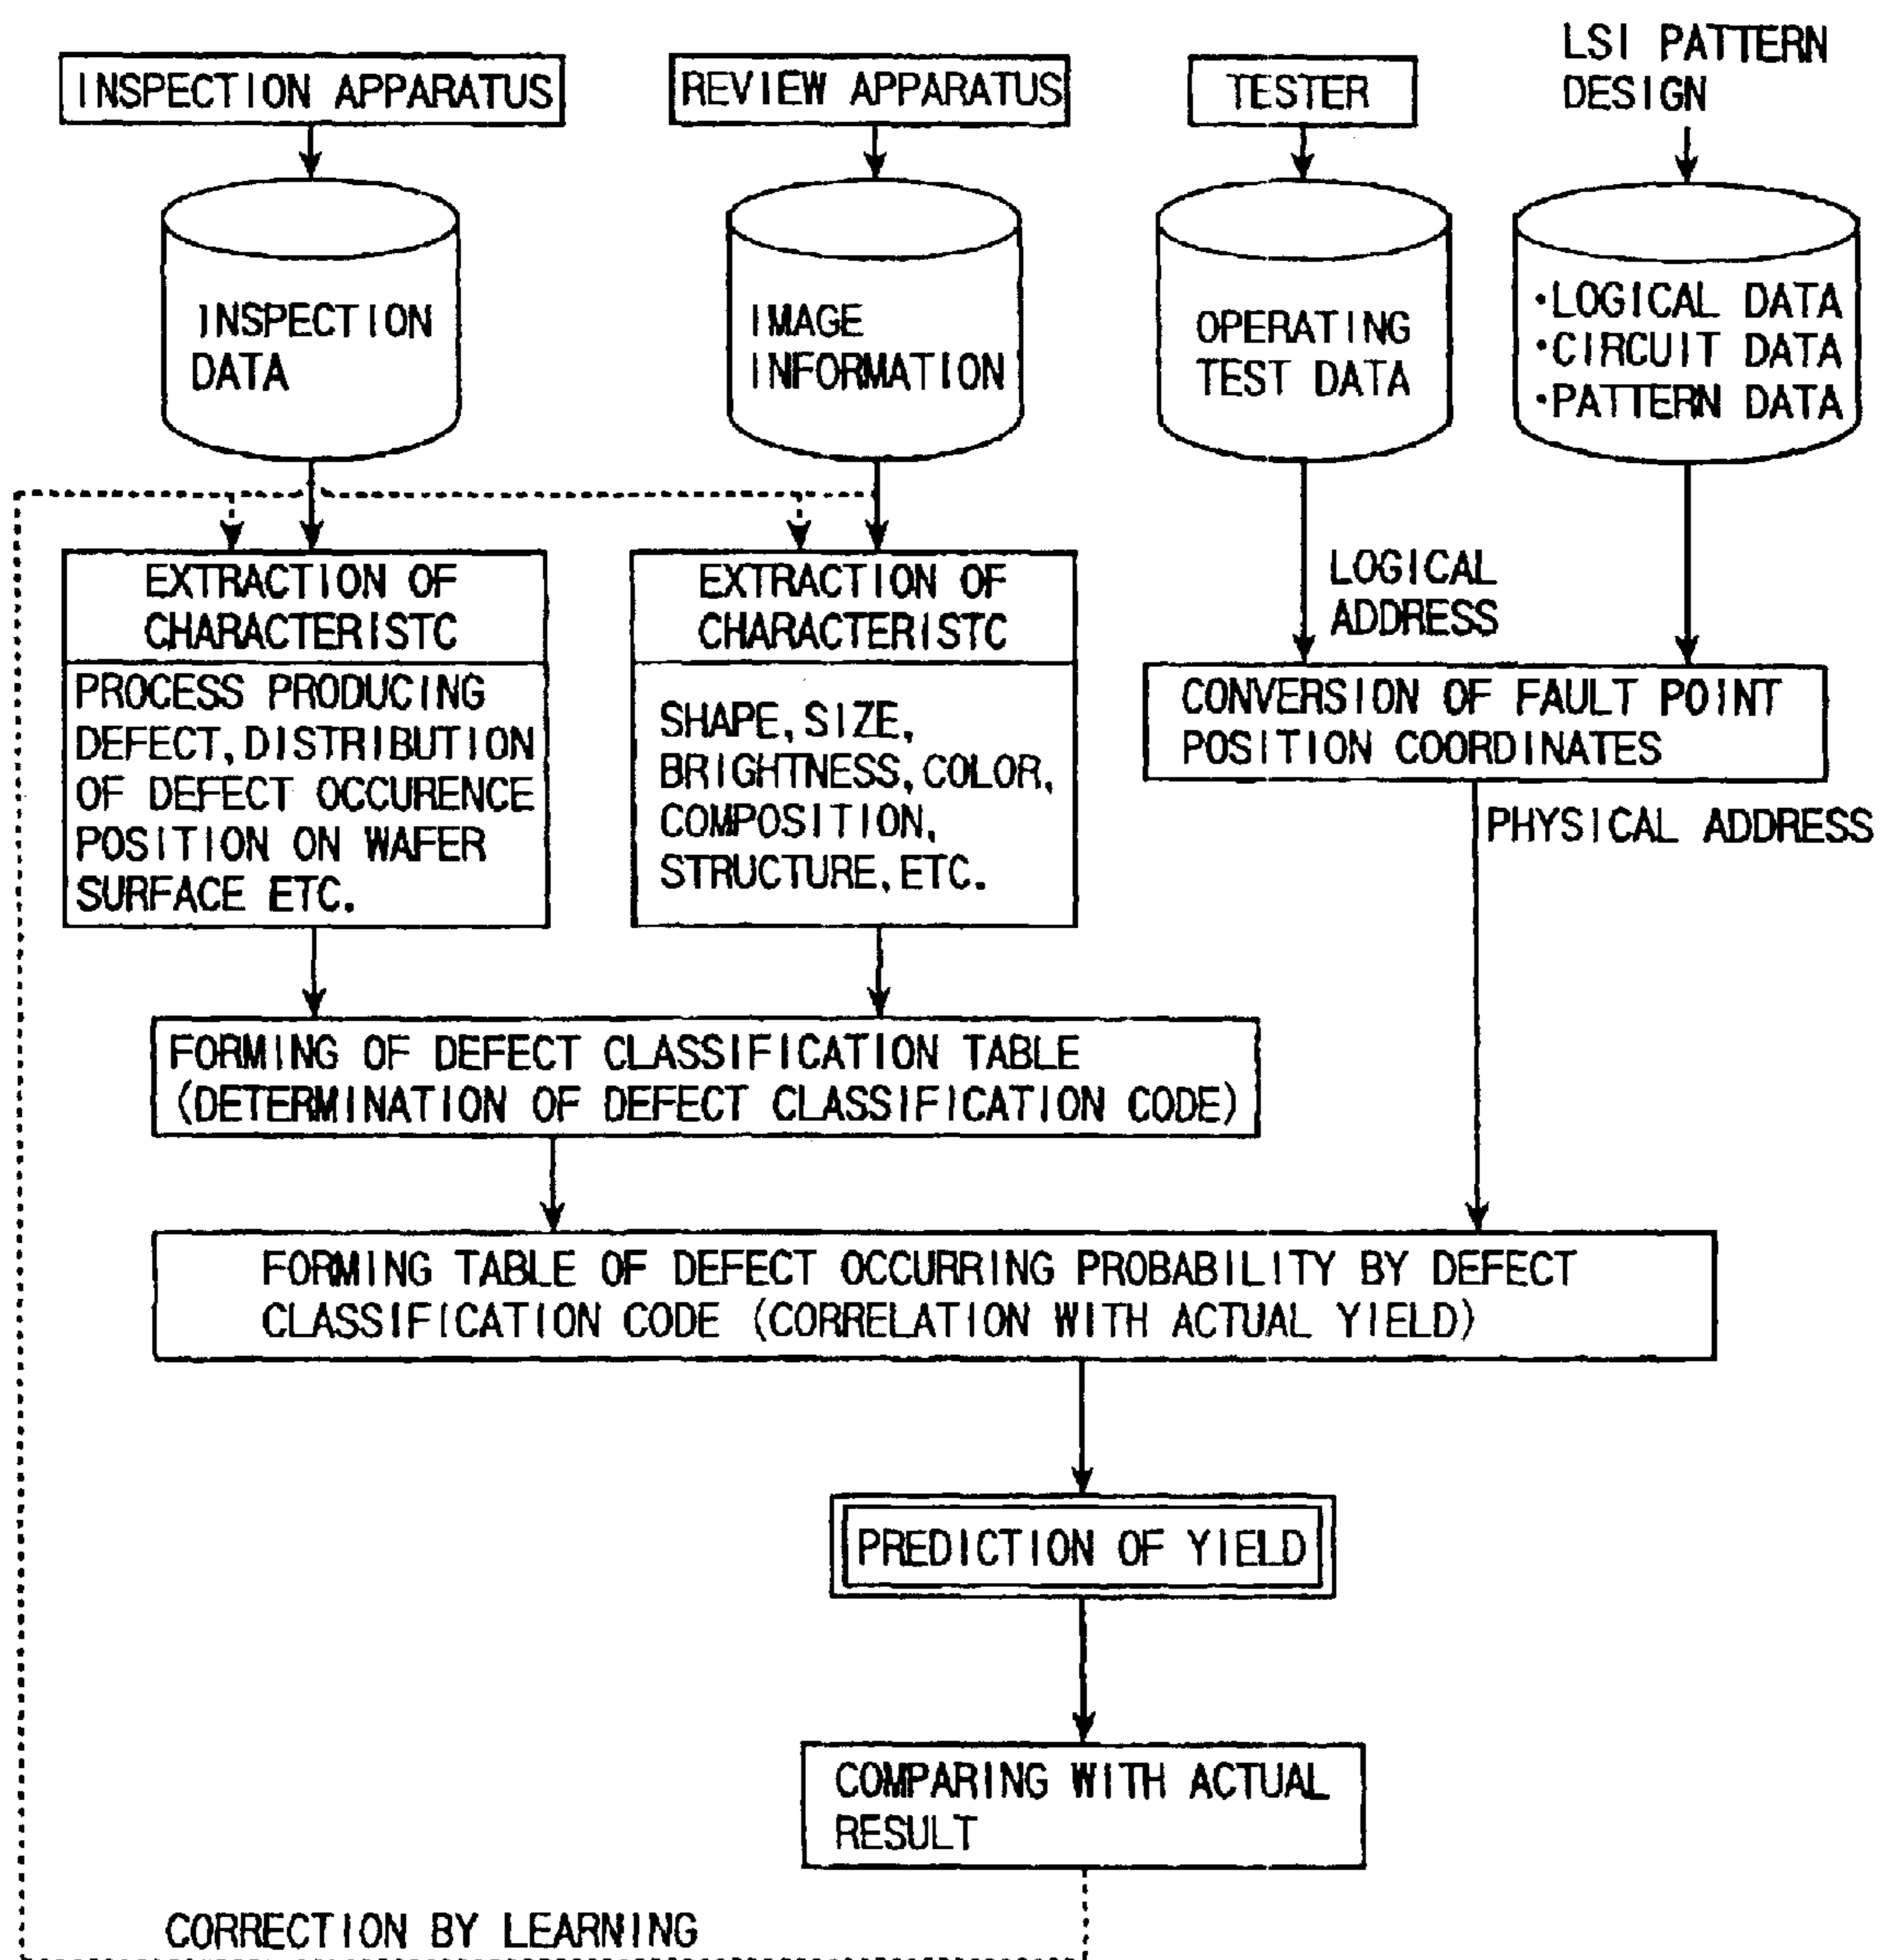 INSPECTION APPARATUS
REVIEW APPARATUS
TESTER
LSI PATTERN
DESIGN
INSPECTION
DATA
IMAGE
INFORMATION
OPERATING
TEST DATA
•LOGICAL DATA
•CIRCUIT DATA
•PATTERN DATA
EXTRACTION OF
CHARACTERISTC
PROCESS PRODUCING
DEFECT, DISTRIBUTION
OF DEFECT OCCURENCE
POSITION ON WAFER
SURFACE ETC.
EXTRACTION OF
CHARACTERISTC
SHAPE, SIZE,
BRIGHTNESS, COLOR,
COMPOSITION,
STRUCTURE, ETC.
LOGICAL
ADDRESS
CONVERSION OF FAULT POINT
POSITION COORDINATES
PHYSICAL ADDRESS
FORMING OF DEFECT CLASSIFICATION TABLE
(DETERMINATION OF DEFECT CLASSIFICATION CODE)
FORMING TABLE OF DEFECT OCCURRING PROBABILITY BY DEFECT
CLASSIFICATION CODE (CORRELATION WITH ACTUAL YIELD)
PREDICTION OF YIELD
COMPARING WITH ACTUAL
RESULT
CORRECTION BY LEARNING